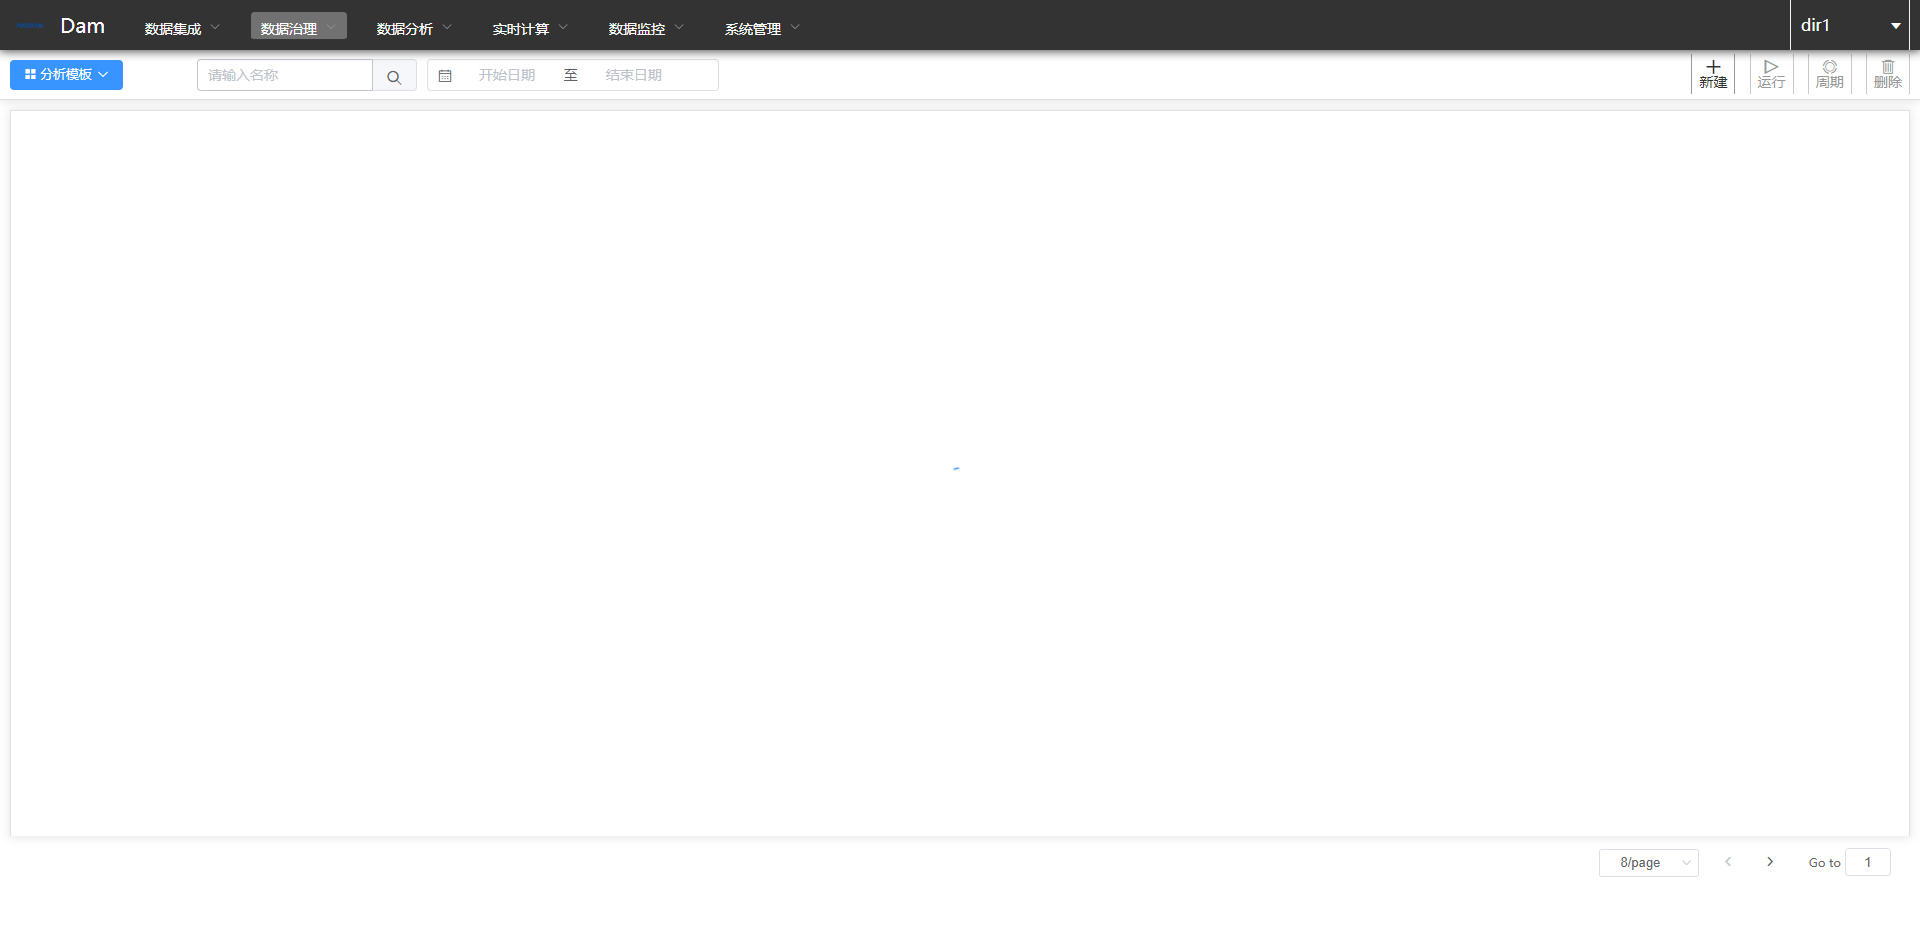 Dam 数据集成 数据治理 数据分析 实时计算 数据监控 系统管理 dir1
分析模板 请输入名称 开始日期 至 结束日期 新建 运行 周期 删除
8/page Go to 1